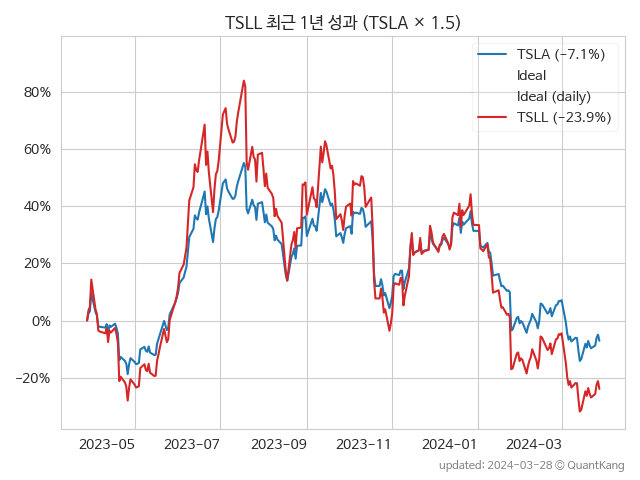 TSLL 최근 1년 성과 (TSLA × 1.5)
TSLA (−7.1%)
Ideal
Ideal (daily)
TSLL (−23.9%)
80%
60%
40%
20%
0%
−20%
2023−05
2023−07
2023−09
2023−11
2024−01
2024−03
updated: 2024−03−28 © QuantKang